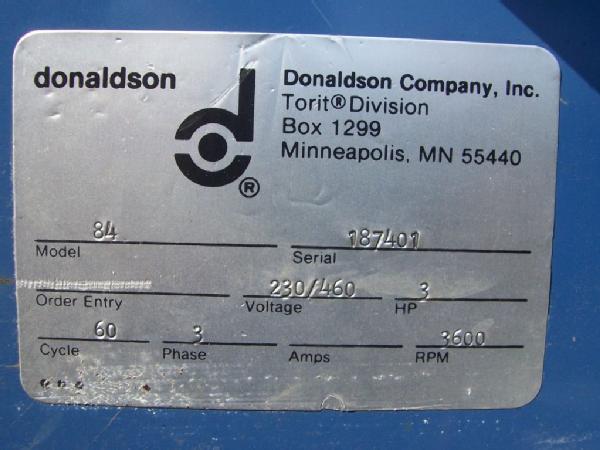 donaldson
d
®
Donaldson Company, Inc.
Torit® Division
Box 1299
Minneapolis, MN 55440
84 187401
Model Serial
230/460 3
Order Entry Voltage HP
60 3 3600
Cycle Phase Amps RPM